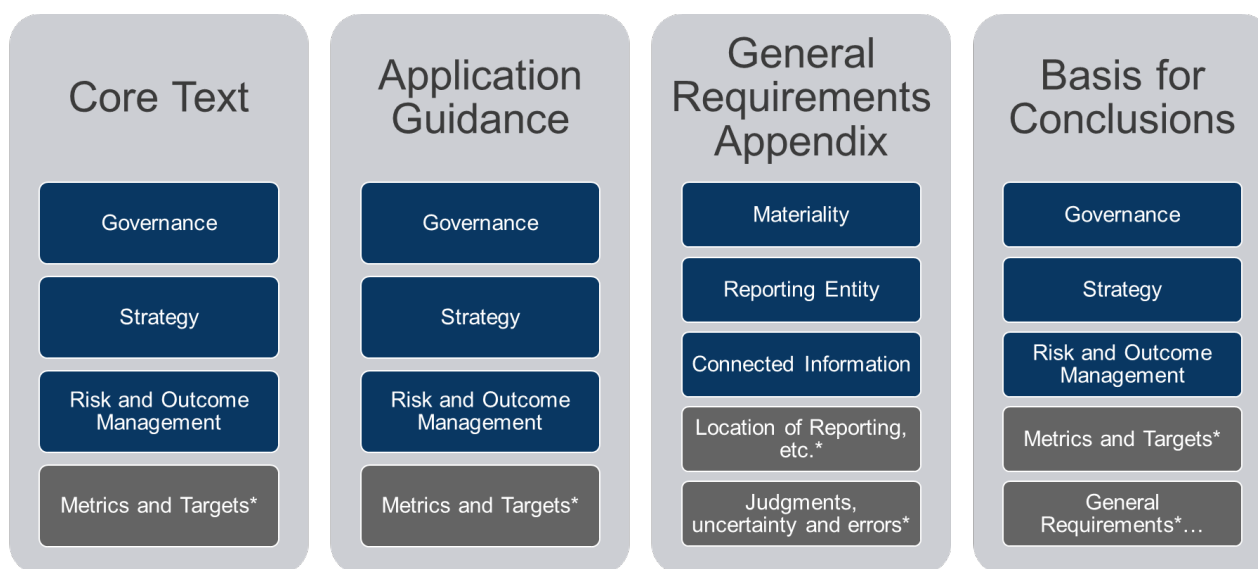 Core Text
Governance
Strategy
Risk and Outcome
Management
Metrics and Targets*
Application
Guidance
Governance
Strategy
Risk and Outcome
Management
Metrics and Targets*
General
Requirements
Appendix
Materiality
Reporting Entity
Connected Information
Location of Reporting,
etc.*
Judgments,
uncertainty and errors*
Basis for
Conclusions
Governance
Strategy
Risk and Outcome
Management
Metrics and Targets*
General
Requirements*…